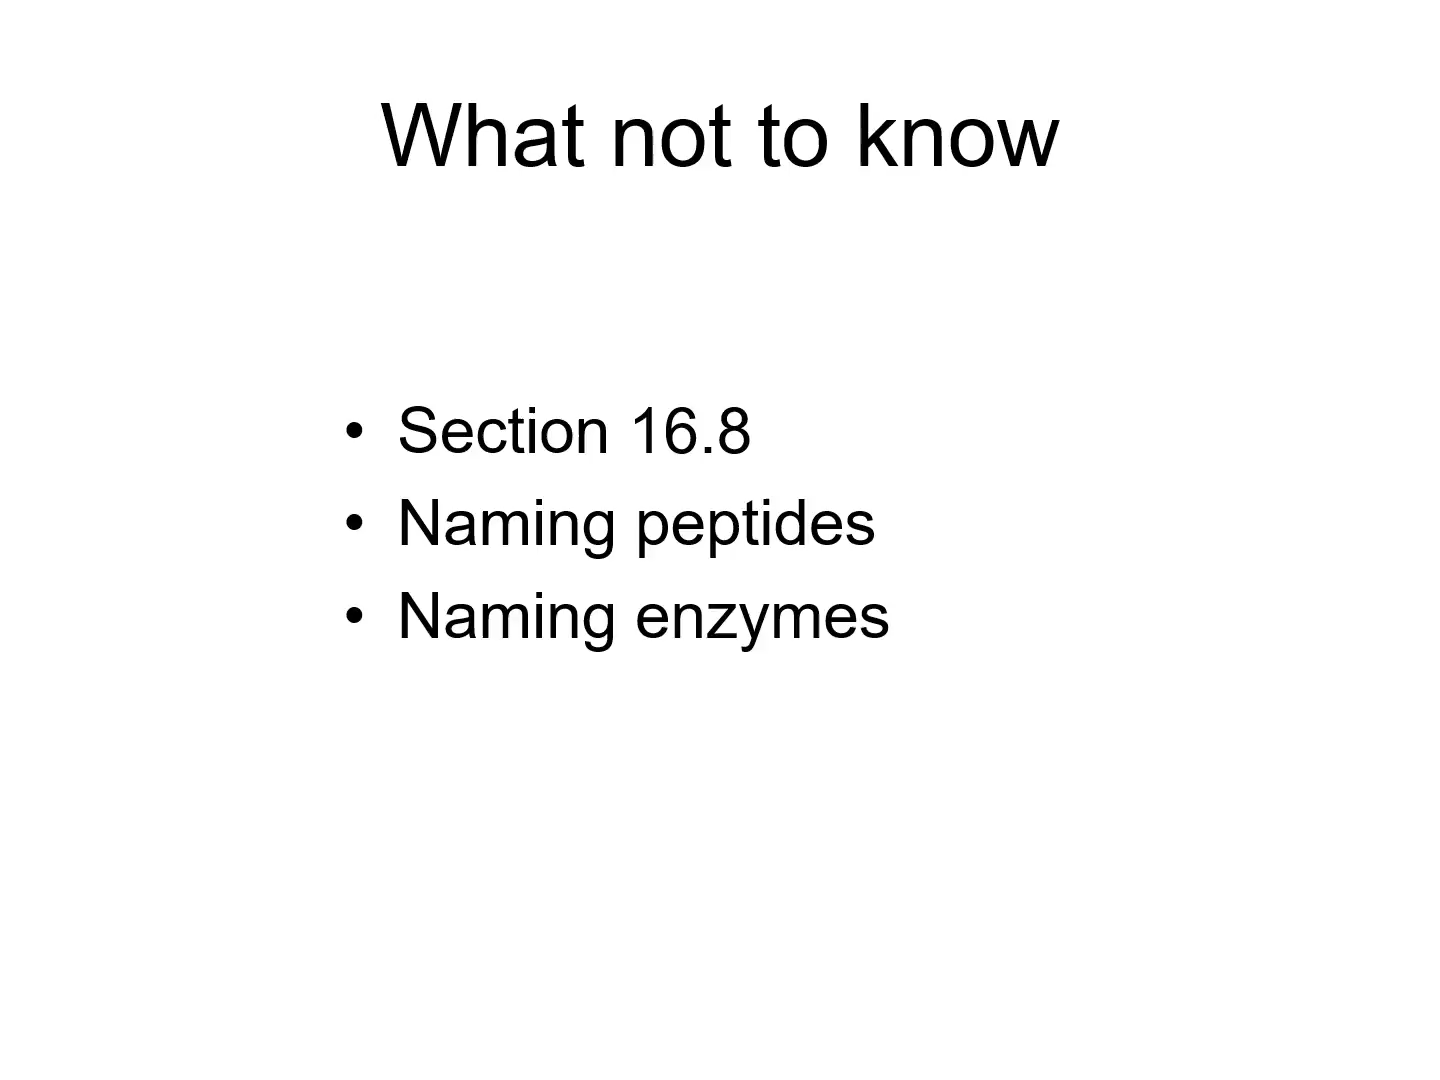 What not to know
• Section 16.8
• Naming peptides
• Naming enzymes